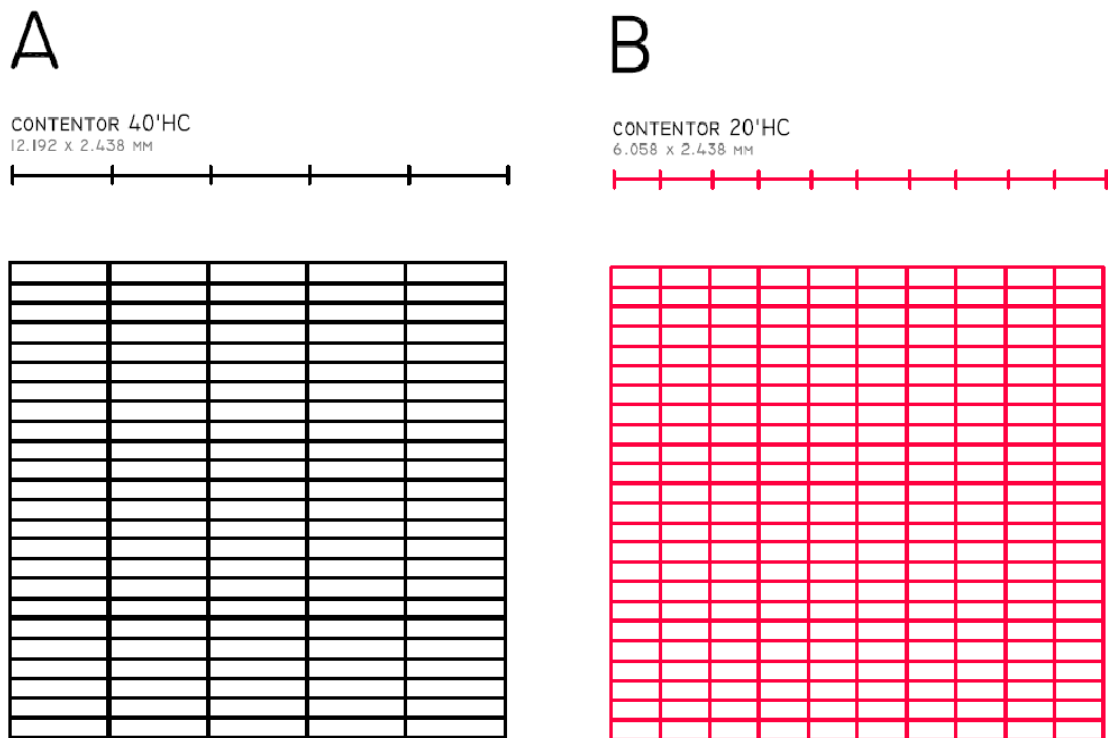 A
CONTENTOR 40'HC
12.192 x 2.438 MM
B
CONTENTOR 20'HC
6.058 x 2.438 MM